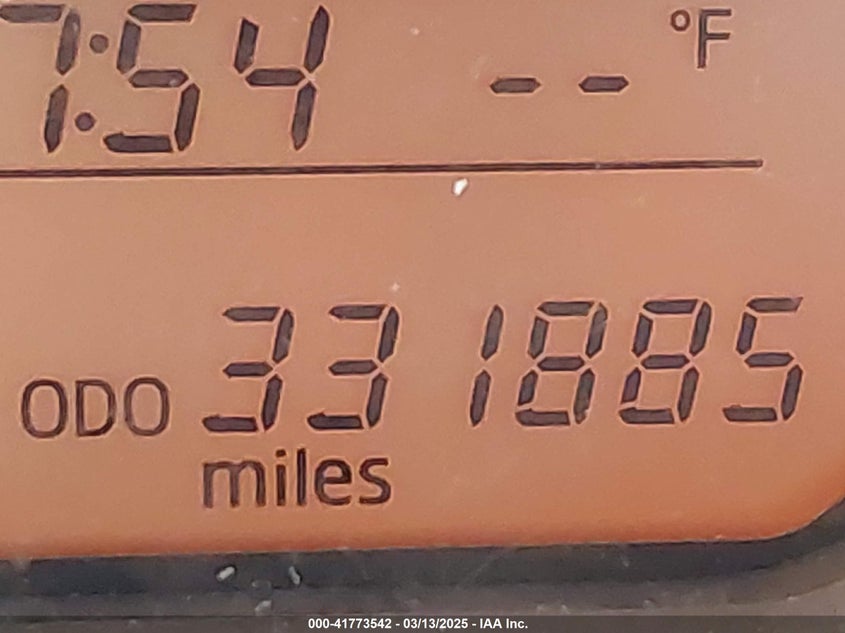 7:54 -- °F
ODO 331885
miles
000-41773542 - 03/13/2025 - IAA Inc.